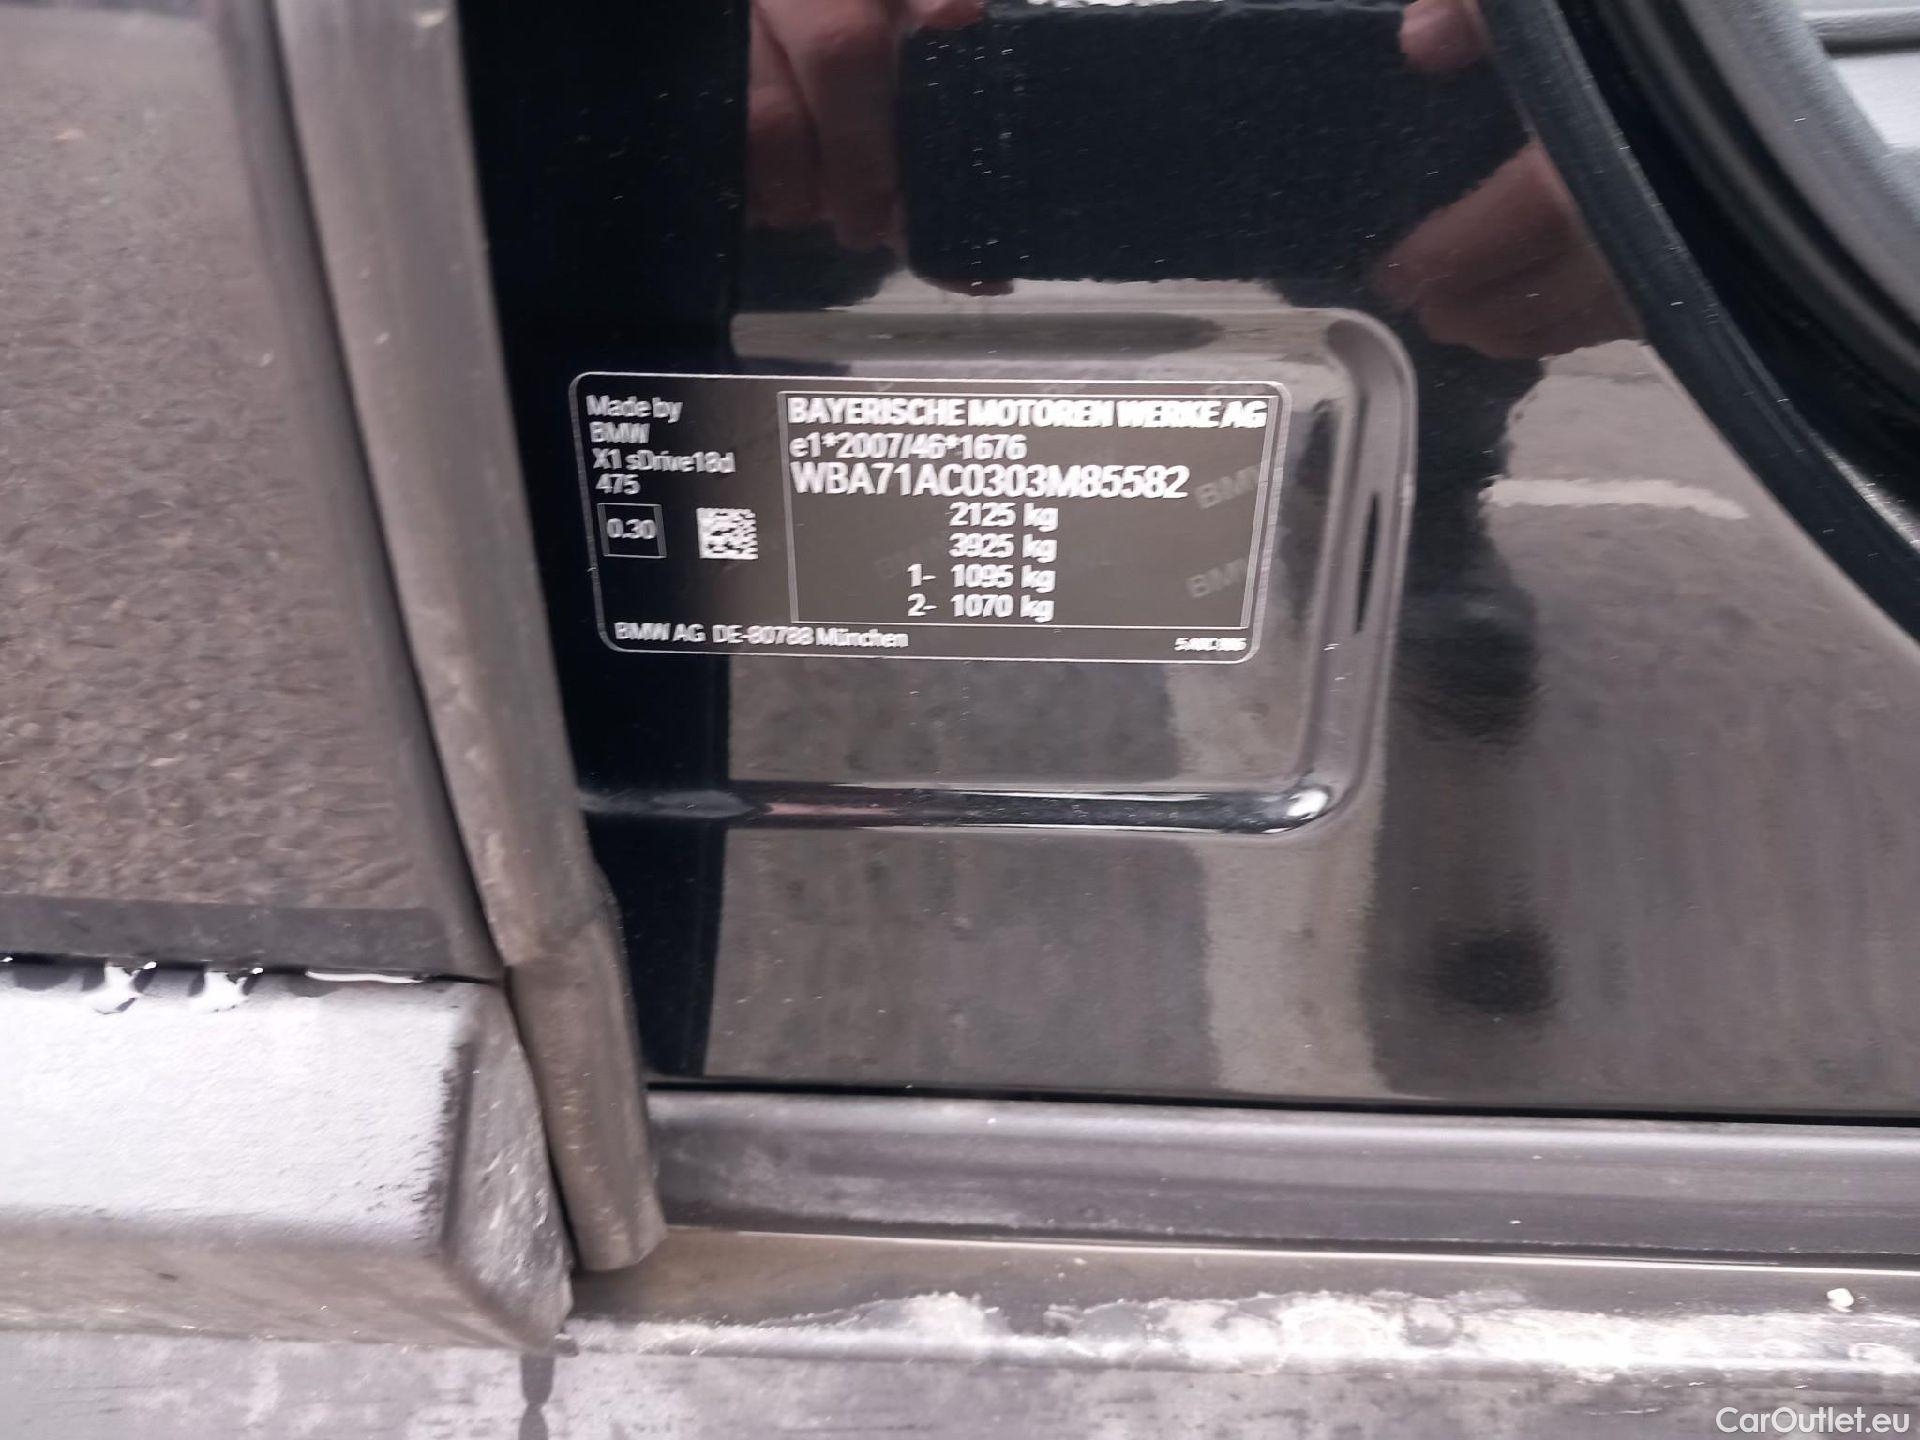 Made by
BMW
X1 sDrive18d
475
0.30
BAYERISCHE MOTOREN WERKE AG
e1*2007/46*1676
WBA71AC0303M85582
2125 kg
3925 kg
1- 1095 kg
2- 1070 kg
BMW AG DE-80788 München
CarOutlet.eu